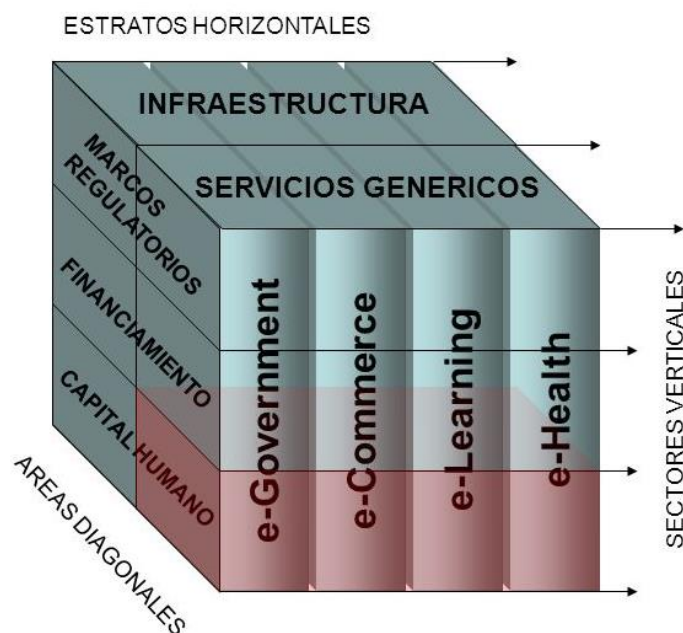 ESTRATOS HORIZONTALES
INFRAESTRUCTURA
SERVICIOS GENERICOS
MARCOS
REGULATORIOS
FINANCIAMIENTO
CAPITAL HUMANO
AREAS DIAGONALES
e-Government
e-Commerce
e-Learning
e-Health
SECTORES VERTICALES